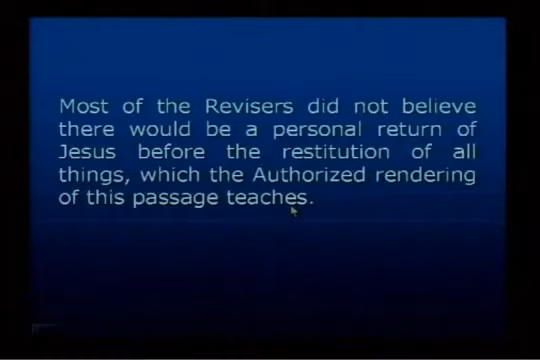 Most of the Revisers did not believe
there would be a personal return of
Jesus before the restitution of all
things, which the Authorized rendering
of this passage teaches.